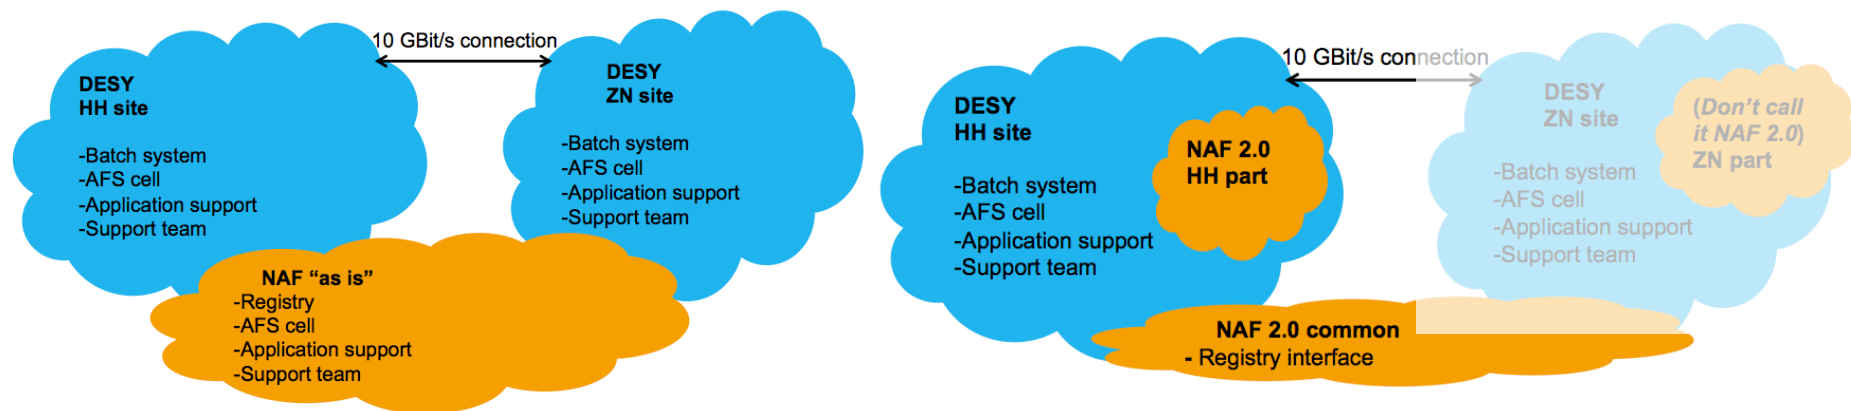 10 GBit/s connection
DESY
HH site
-Batch system
-AFS cell
-Application support
-Support team
DESY
ZN site
-Batch system
-AFS cell
-Application support
-Support team
NAF “as is”
-Registry
-AFS cell
-Application support
-Support team
10 GBit/s connection
DESY
HH site
-Batch system
-AFS cell
-Application support
-Support team
NAF 2.0
HH part
DESY
ZN site
-Batch system
-AFS cell
-Application support
-Support team
(Don’t call
it NAF 2.0)
ZN part
NAF 2.0 common
- Registry interface